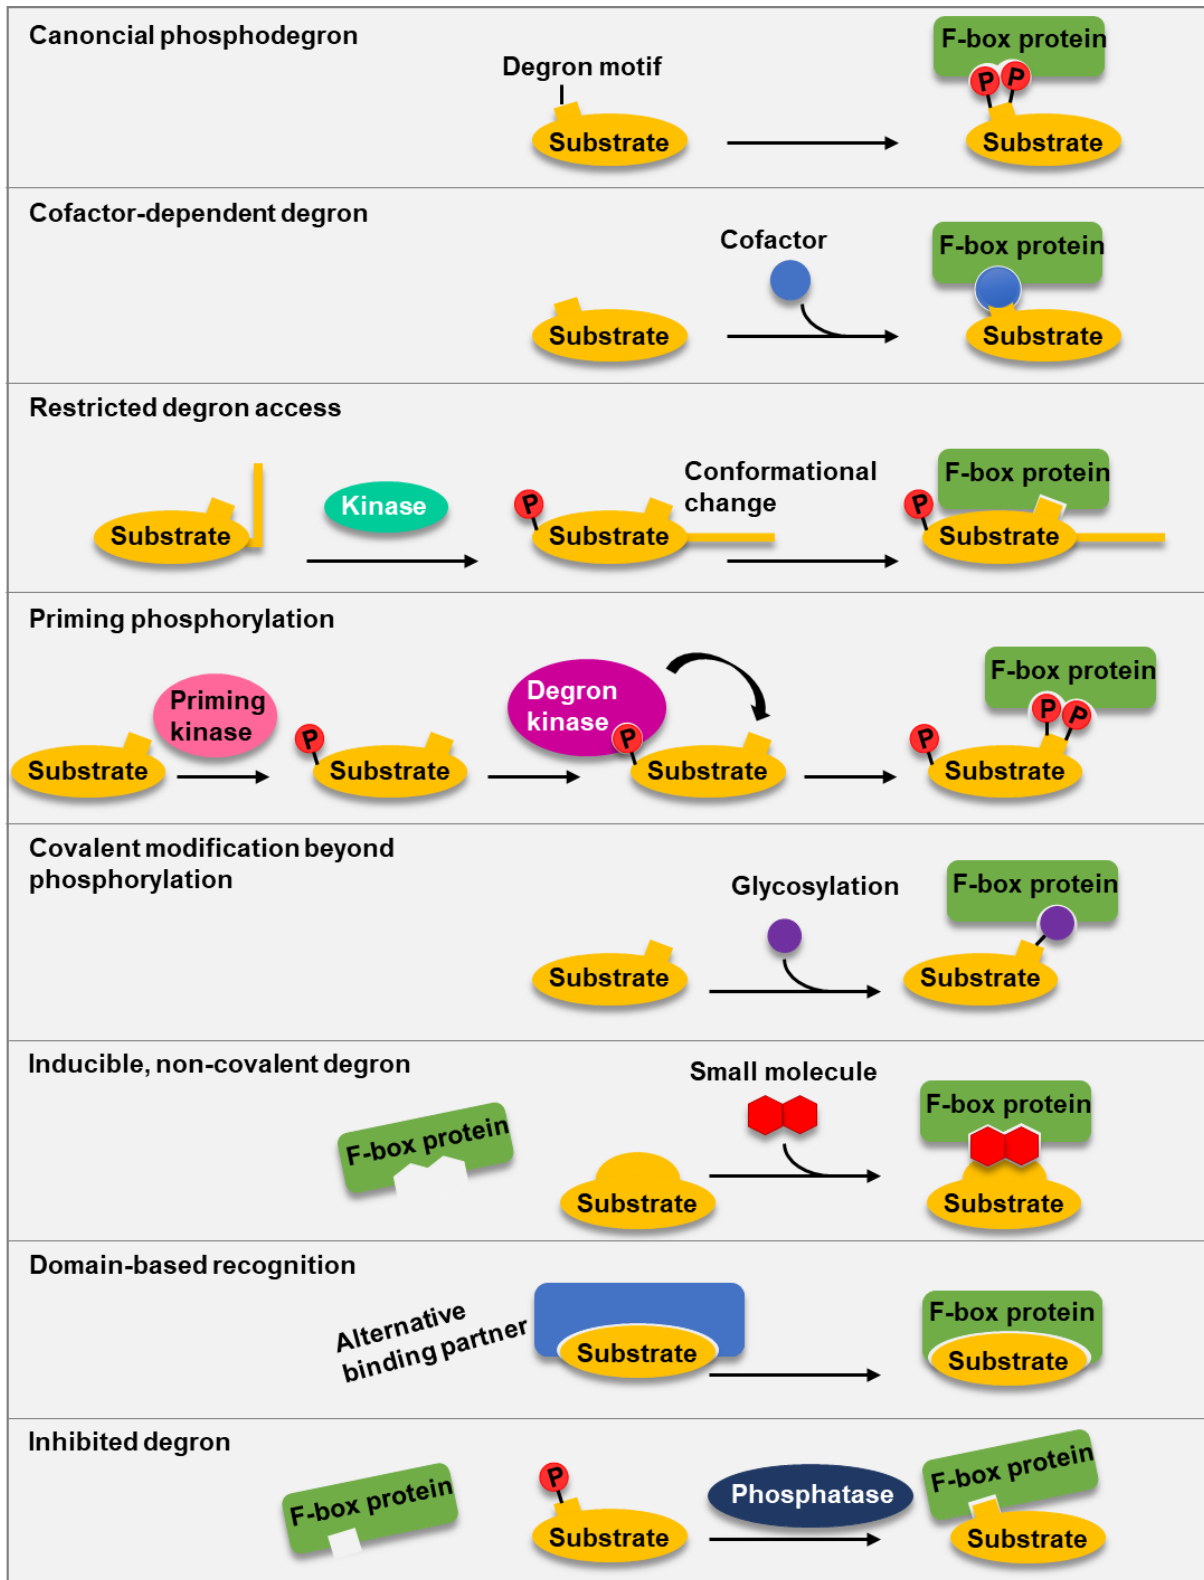 Canoncial phosphodegron
Degron motif
F-box protein
P
P
Substrate
Substrate
Cofactor-dependent degron
Cofactor
F-box protein
Substrate
Substrate
Restricted degron access
Kinase
Conformational
change
F-box protein
P
P
Substrate
Substrate
Substrate
Priming phosphorylation
Priming
kinase
Degron
kinase
F-box protein
P
P
P
P
P
Substrate
Substrate
Substrate
Substrate
Covalent modification beyond
phosphorylation
Glycosylation
F-box protein
Substrate
Substrate
Inducible, non-covalent degron
Small molecule
F-box protein
F-box protein
Substrate
Substrate
Domain-based recognition
Alternative
binding partner
F-box protein
Substrate
Substrate
Inhibited degron
F-box protein
P
Phosphatase
F-box protein
Substrate
Substrate